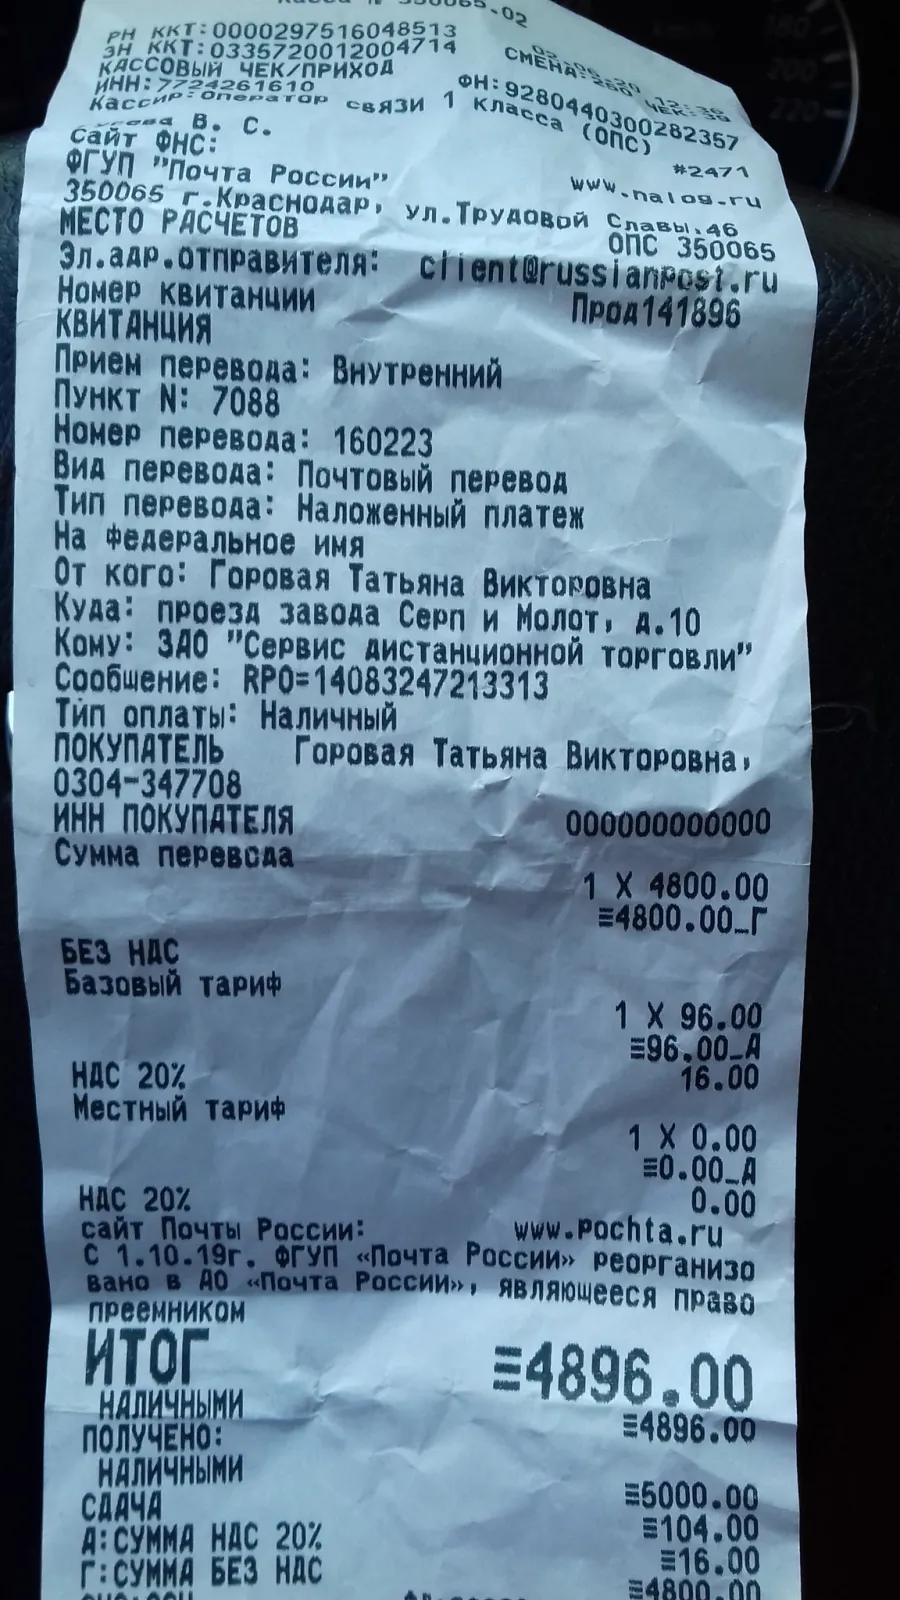 РН ККТ:0000297516048513
ЗН ККТ:0335720012004714
КАССОВЫЙ ЧЕК/ПРИХОД
ИНН:7724261610 ФН:9280440300282357
Кассир:Оператор связи 1 класса (ОПС)
В. С. #2471
Сайт ФНС: www.nalog.ru
ФГУП "Почта России"
350065 г.Краснодар, ул.Трудовой Славы,46
МЕСТО РАСЧЕТОВ ОПС 350065
Эл.адр.отправителя: client@russianpost.ru
Номер квитанции Прод141896
КВИТАНЦИЯ
Прием перевода: Внутренний
Пункт N: 7088
Номер перевода: 160223
Вид перевода: Почтовый перевод
Тип перевода: Наложенный платеж
На федеральное имя
От кого: Горовая Татьяна Викторовна
Куда: проезд завода Серп и Молот, д.10
Кому: ЗАО "Сервис дистанционной торговли"
Сообщение: RPO=14083247213313
Тип оплаты: Наличный
ПОКУПАТЕЛЬ Горовая Татьяна Викторовна,
0304-347708
ИНН ПОКУПАТЕЛЯ 000000000000
Сумма перевода
1 X 4800.00
≡4800.00_Г
БЕЗ НДС
Базовый тариф
1 X 96.00
≡96.00_А
НДС 20% 16.00
Местный тариф
1 X 0.00
≡0.00_А
НДС 20% 0.00
сайт Почты России: www.pochta.ru
С 1.10.19г. ФГУП «Почта России» реорганизо
вано в АО «Почта России», являющееся право
преемником
ИТОГ ≡4896.00
НАЛИЧНЫМИ ≡4896.00
ПОЛУЧЕНО:
НАЛИЧНЫМИ ≡5000.00
СДАЧА ≡104.00
А:СУММА НДС 20% ≡16.00
Г:СУММА БЕЗ НДС ≡4800.00